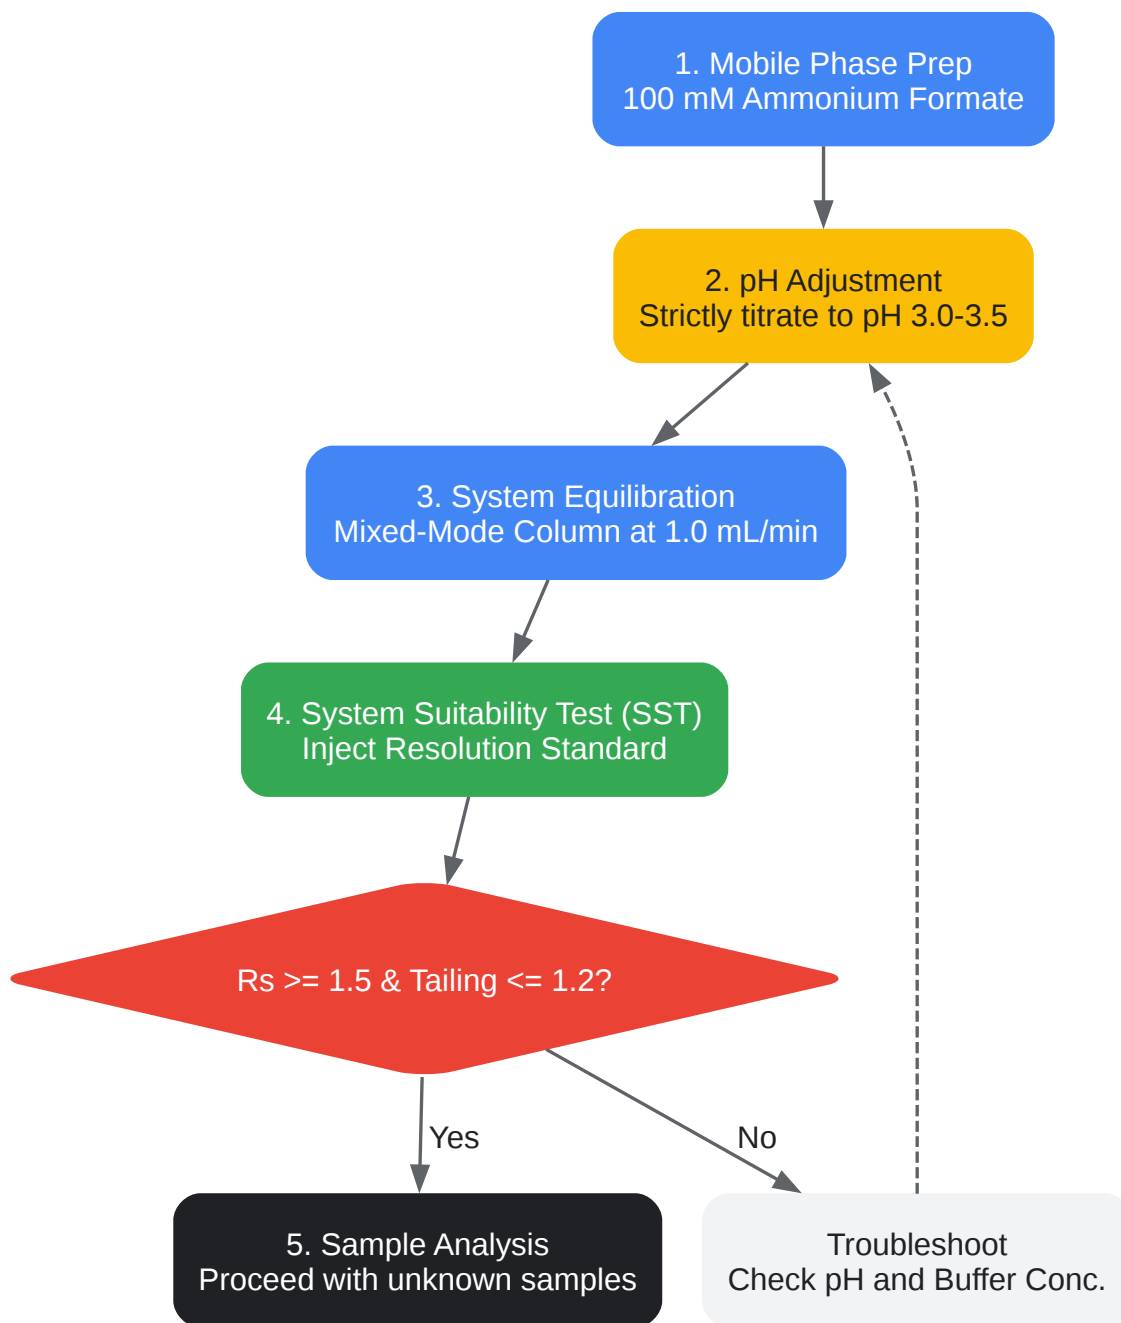 1. Mobile Phase Prep
100 mM Ammonium Formate
2. pH Adjustment
Strictly titrate to pH 3.0-3.5
3. System Equilibration
Mixed-Mode Column at 1.0 mL/min
4. System Suitability Test (SST)
Inject Resolution Standard
Rs >= 1.5 & Tailing <= 1.2?
Yes
No
5. Sample Analysis
Proceed with unknown samples
Troubleshoot
Check pH and Buffer Conc.